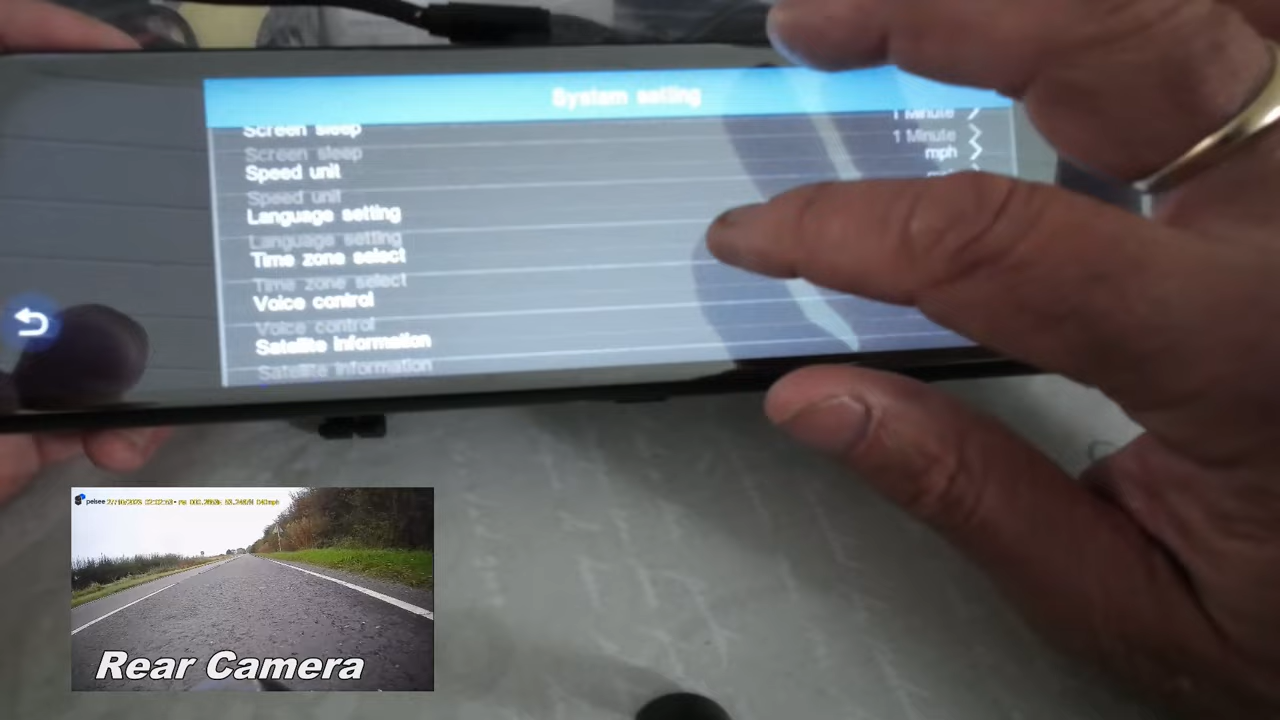 System setting
Screen sleep
1 Minute
Screen sleep
1 Minute
Speed unit
mph
Speed unit
Language setting
Language setting
Time zone select
Time zone select
Voice control
Voice control
Satellite information
Satellite information
pelsee
Rear Camera